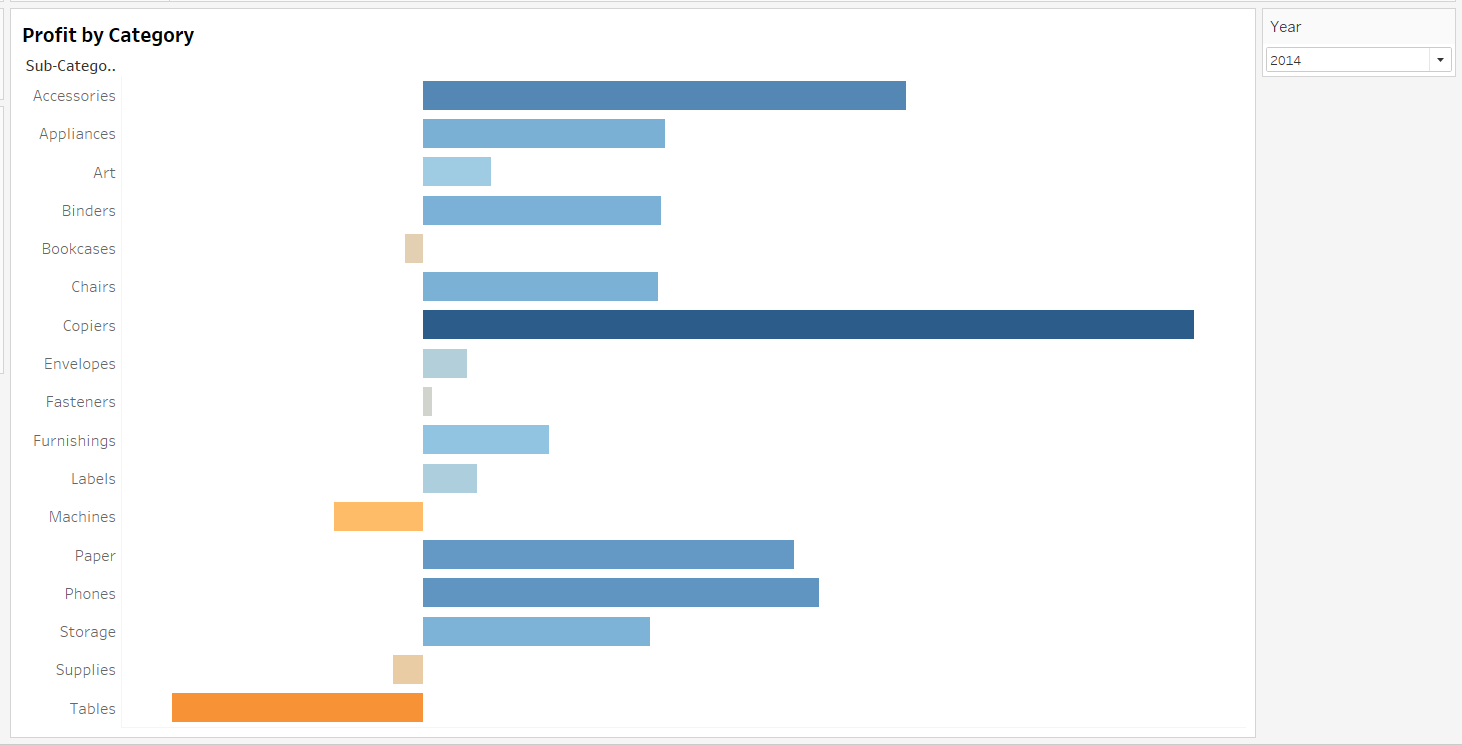 Profit by Category
Sub-Catego..
Accessories
Appliances
Art
Binders
Bookcases
Chairs
Copiers
Envelopes
Fasteners
Furnishings
Labels
Machines
Paper
Phones
Storage
Supplies
Tables
Year
2014